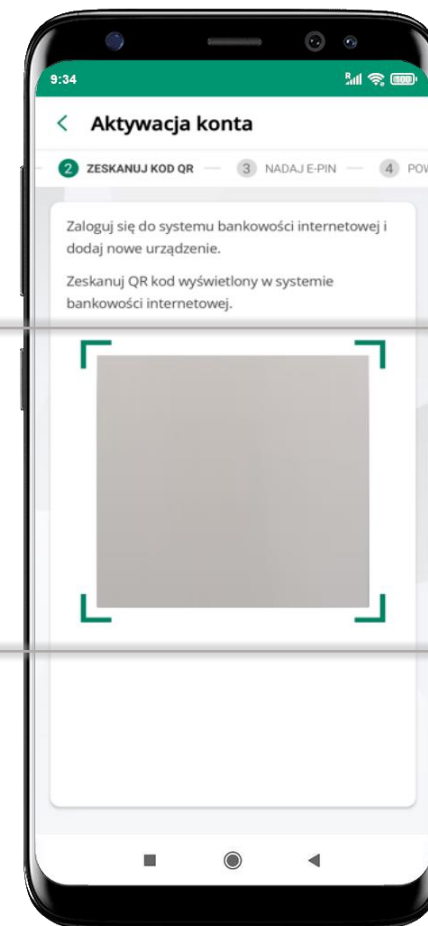 9:34
Aktywacja konta
2 ZESKANUJ KOD QR 3 NADAJ E-PIN 4
Zaloguj się do systemu bankowości internetowej i
dodaj nowe urządzenie.
Zeskanuj QR kod wyświetlony w systemie
bankowości internetowej.